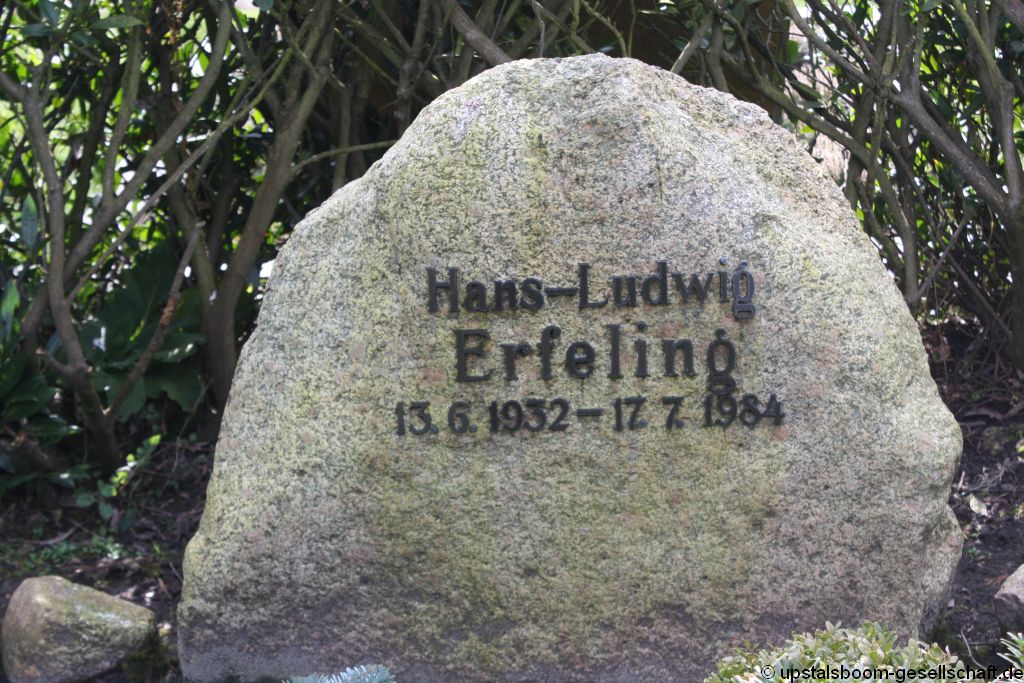 Hans-Ludwig
Erfeling
13.6.1932-17.7.1984
© upstalsboom-gesellschaft.de